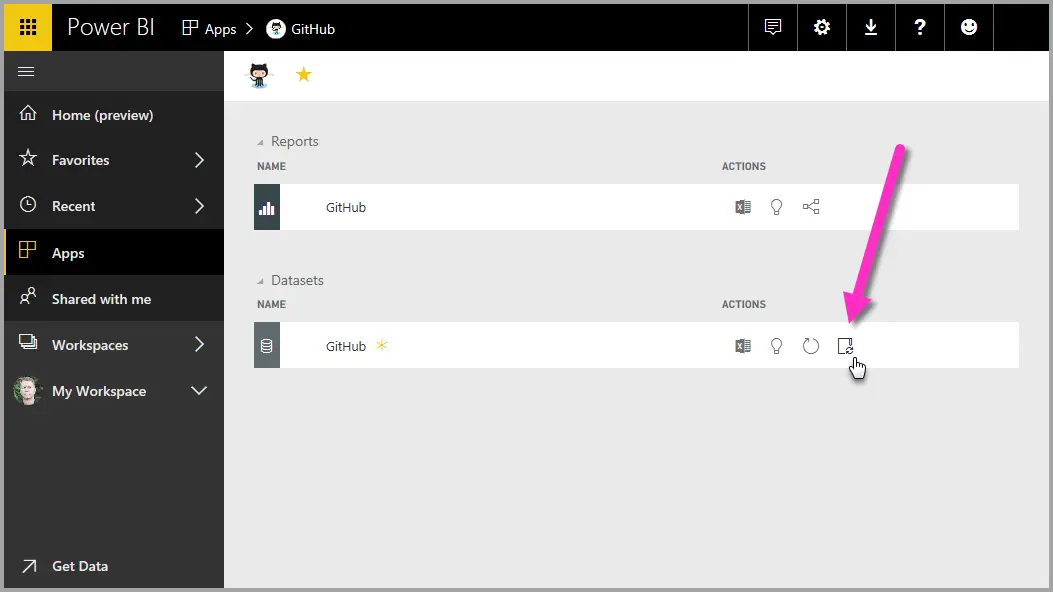 Power BI Apps GitHub ?
Home (preview)
Favorites
Recent
Apps
Shared with me
Workspaces
My Workspace
Get Data
Reports
NAME ACTIONS
GitHub
Datasets
NAME ACTIONS
GitHub